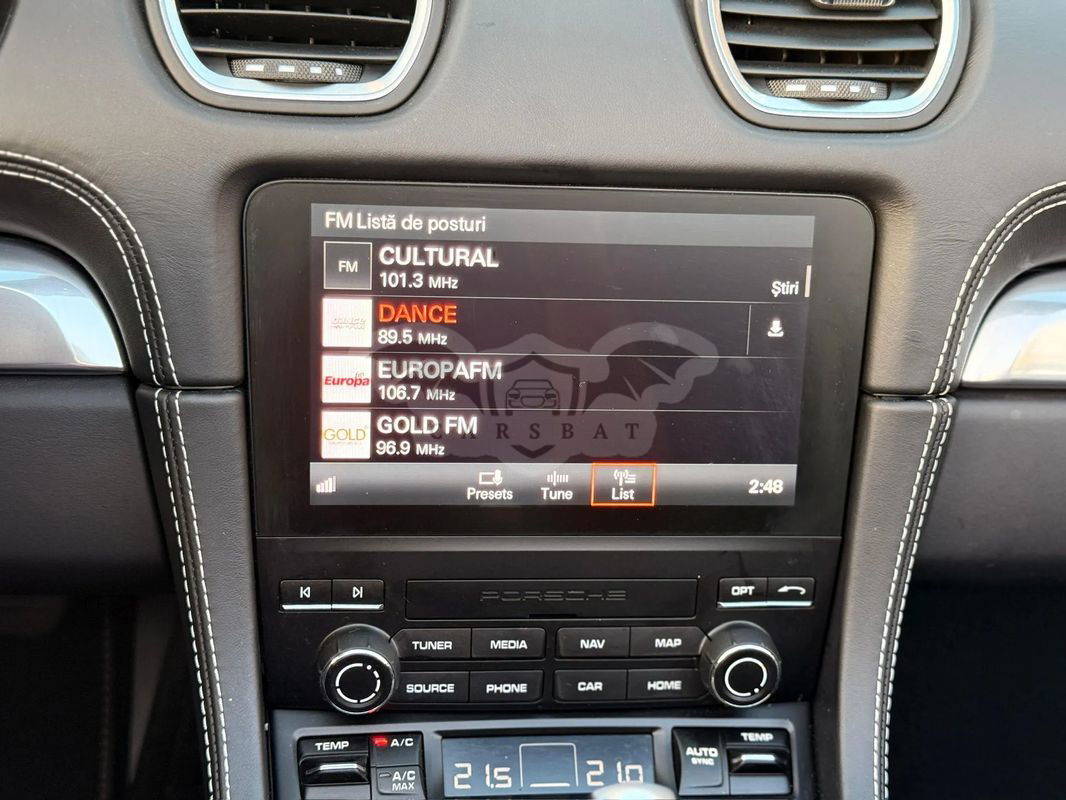 FM Listă de posturi
FM
CULTURAL
101.3 MHz
Știri
DANCE
89.5 MHz
Europa
EUROPAFM
106.7 MHz
GOLD
GOLD FM
96.9 MHz
CARSBAT
Presets
Tune
List
2:48
PORSCHE
OPT
TUNER
MEDIA
NAV
MAP
SOURCE
PHONE
CAR
HOME
TEMP
A/C
A/C
MAX
21.5
21.0
AUTO
SYNC
TEMP